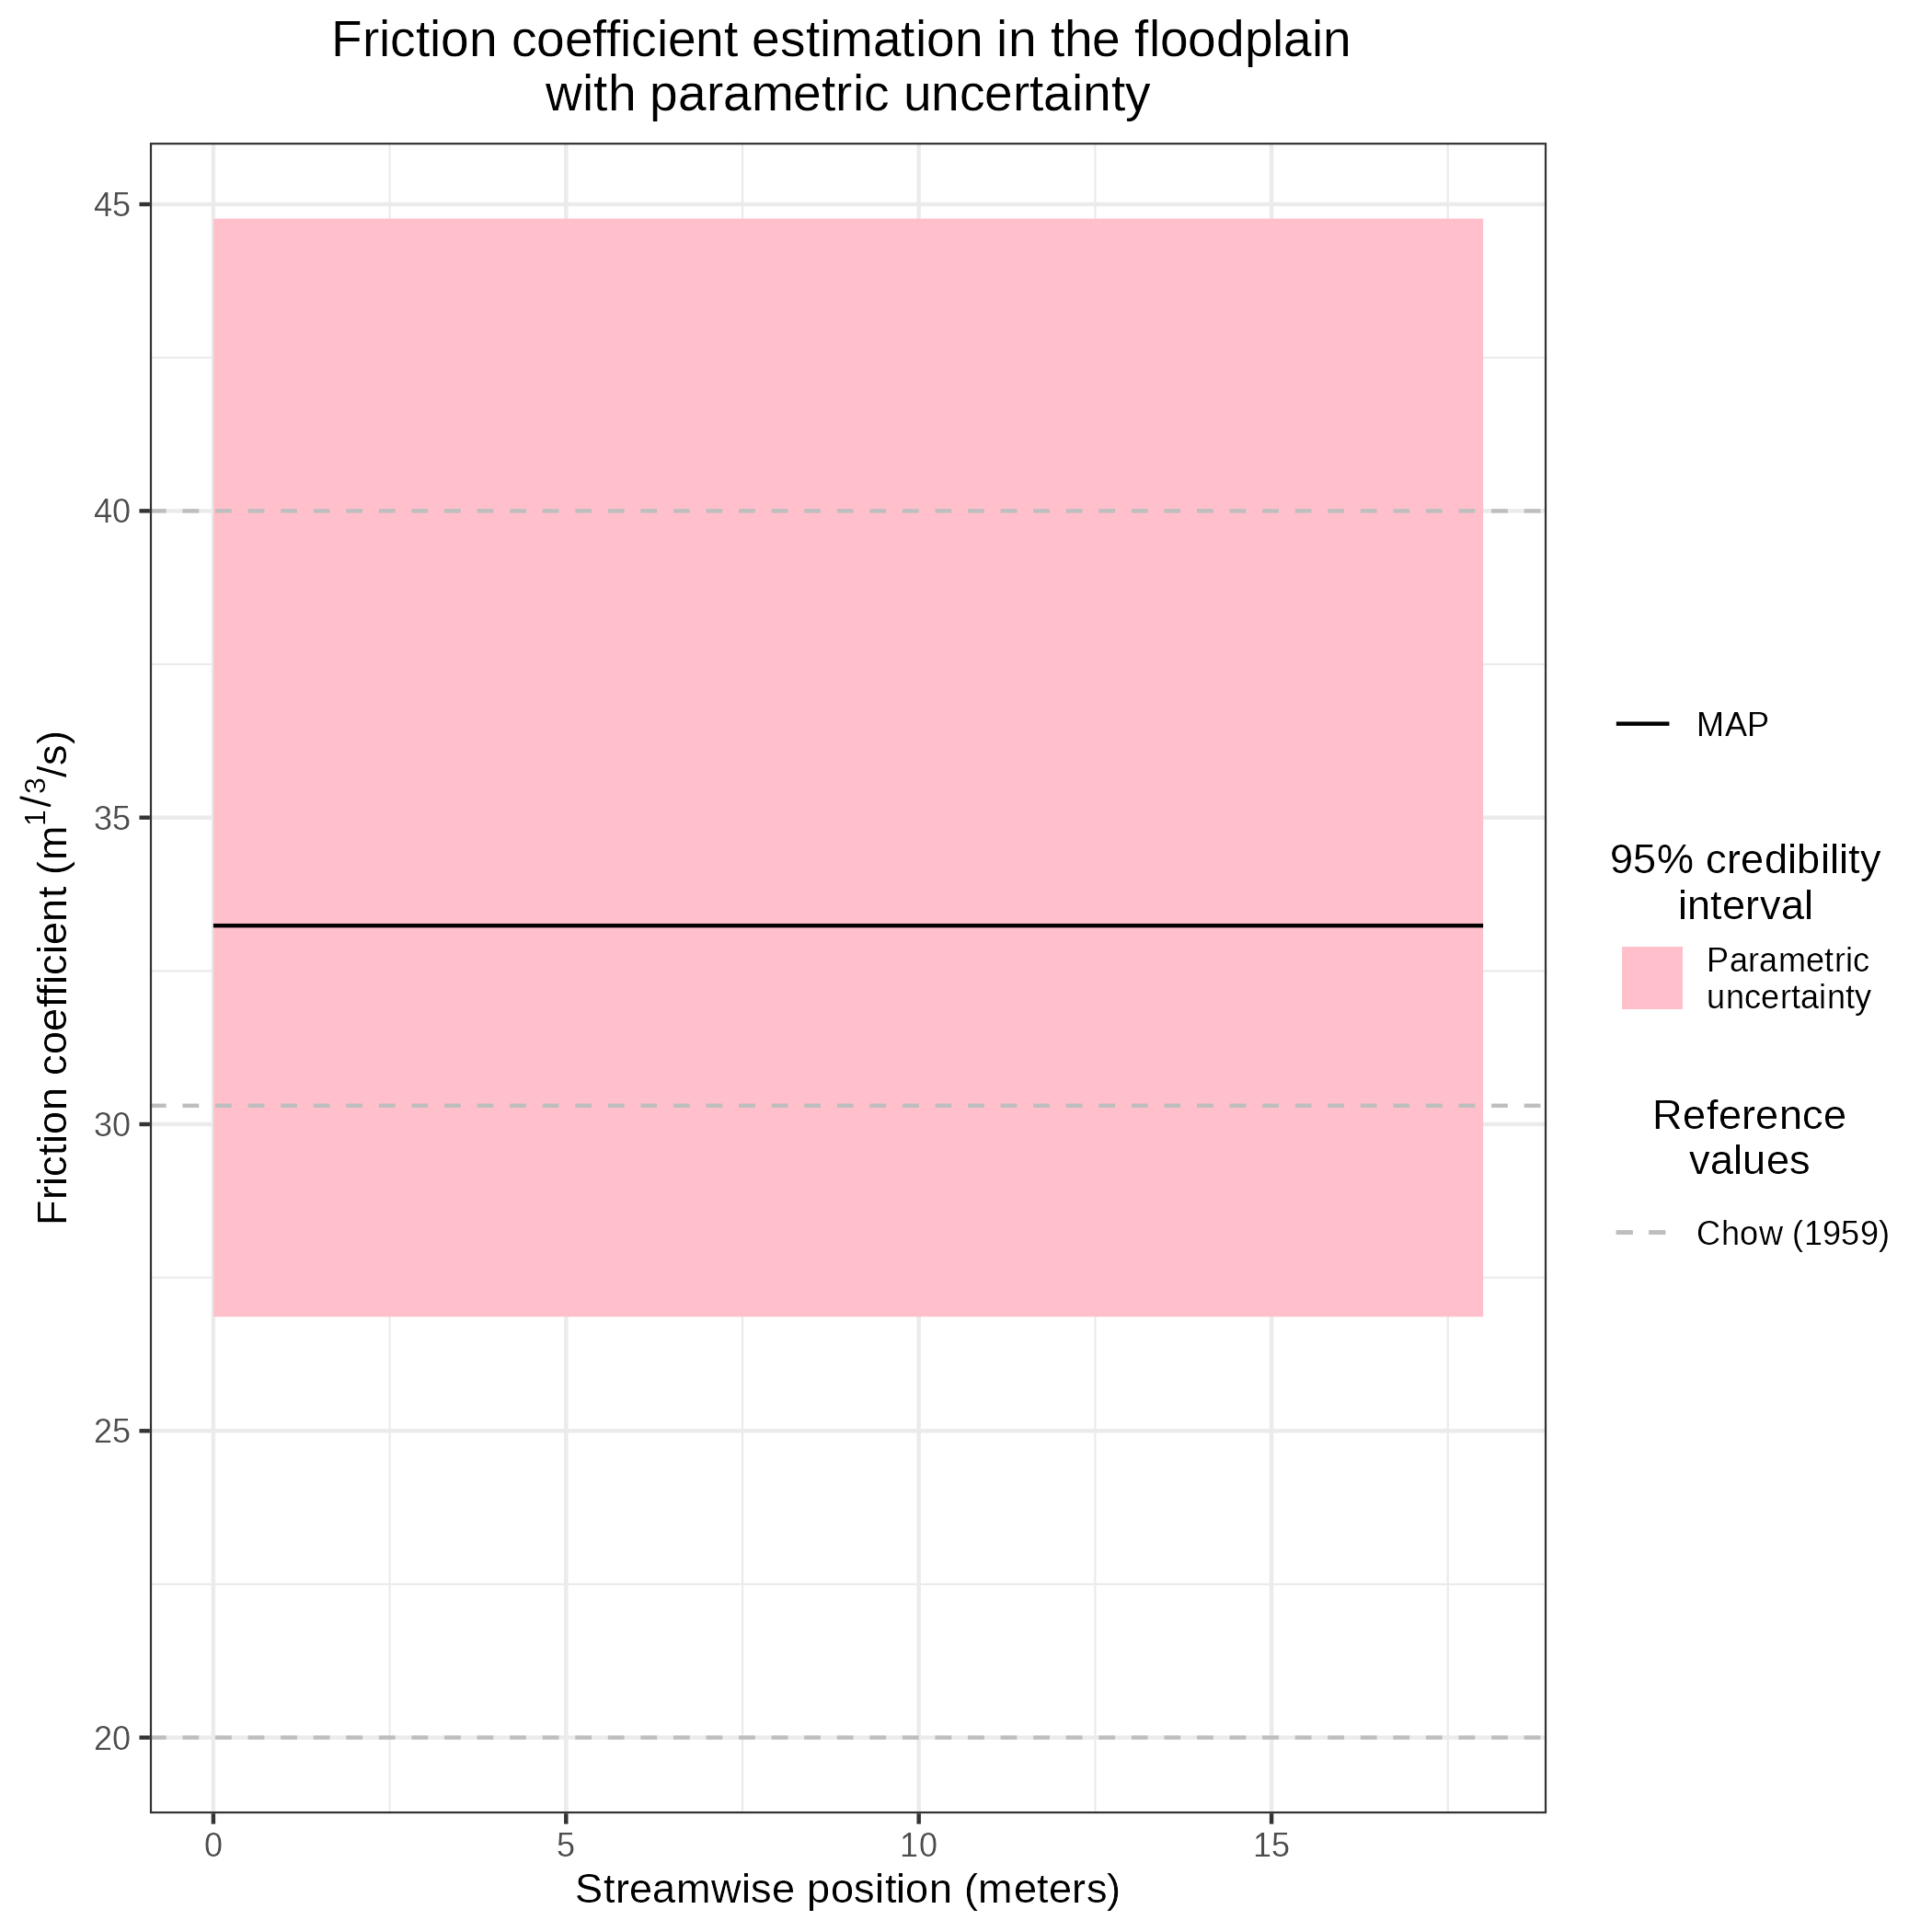 Friction coefficient estimation in the floodplain
with parametric uncertainty
Friction coefficient (m^1/3/s)
45
40
35
30
25
20
0
5
10
15
Streamwise position (meters)
MAP
95% credibility
interval
Parametric
uncertainty
Reference
values
Chow (1959)